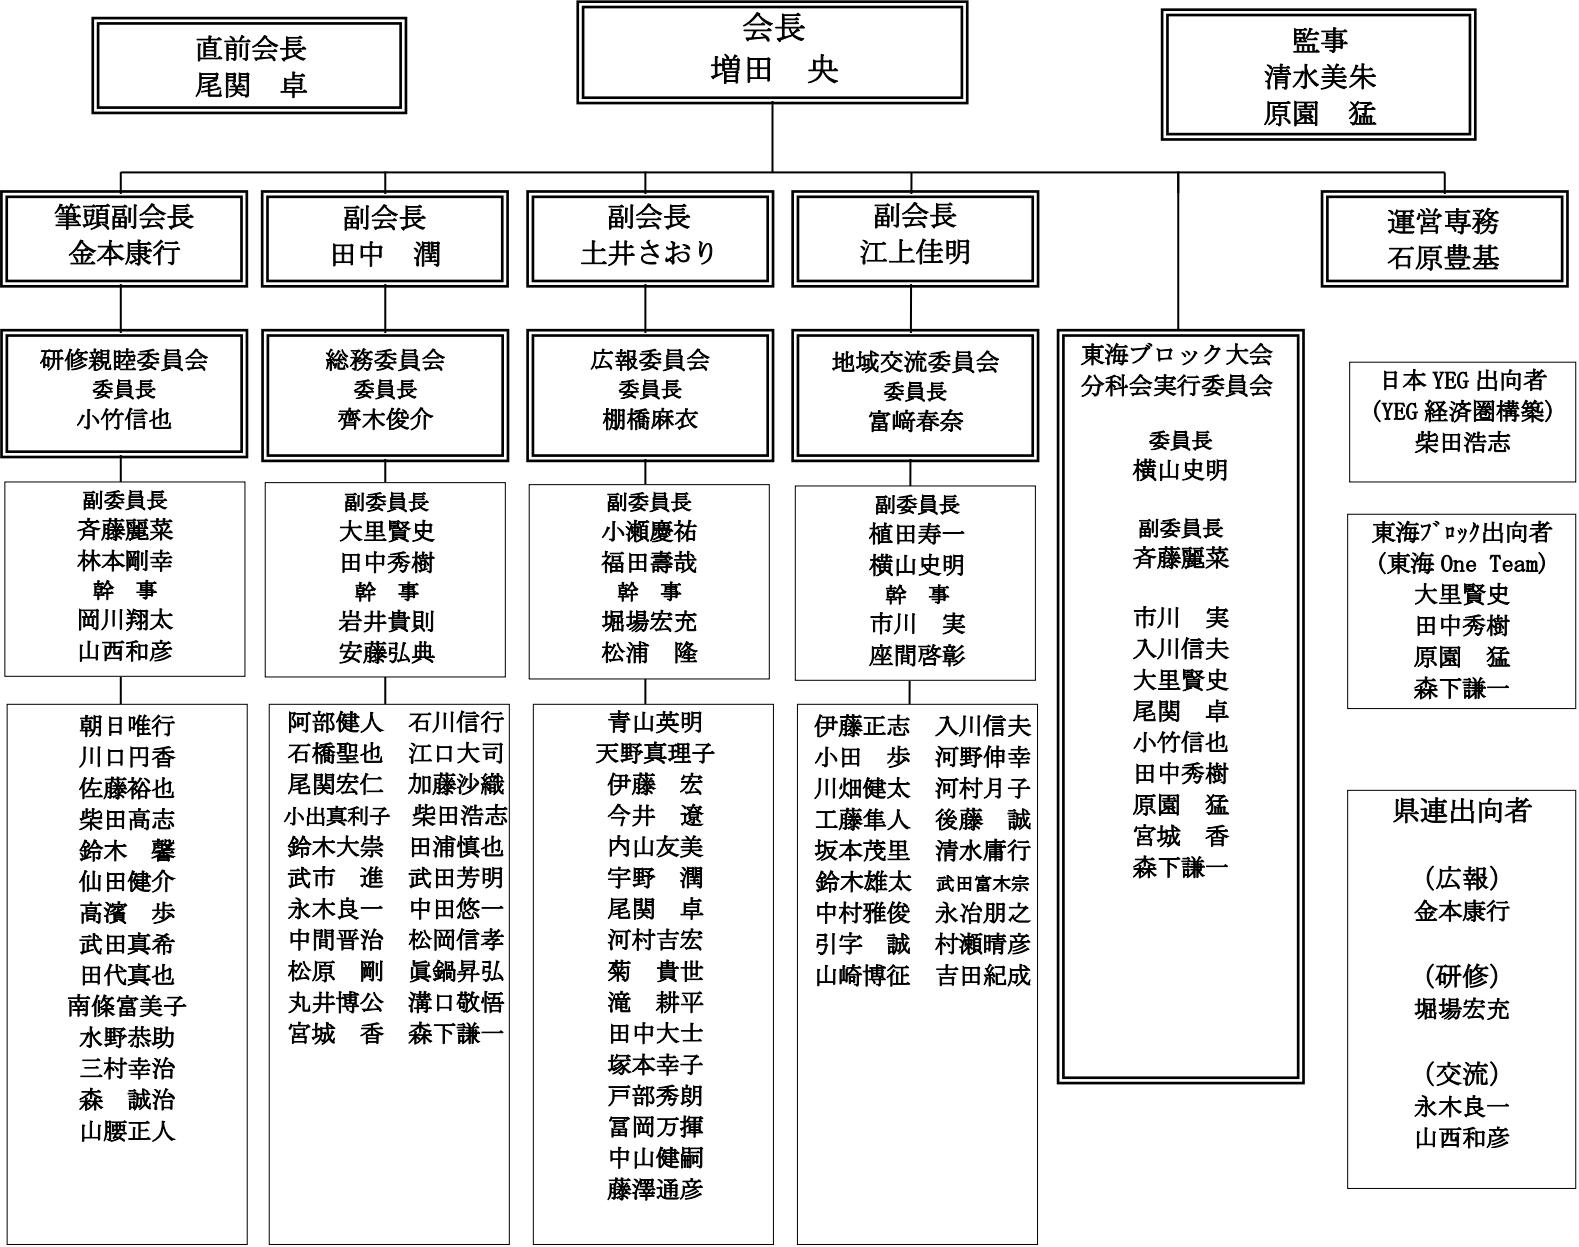 直前会長
尾関　卓
会長
増田　央
監事
清水美朱
原園　猛
筆頭副会長
金本康行
副会長
田中　潤
副会長
土井さおり
副会長
江上佳明
運営専務
石原豊基
研修親睦委員会
委員長
小竹信也
総務委員会
委員長
齊木俊介
広報委員会
委員長
棚橋麻衣
地域交流委員会
委員長
富﨑春奈
東海ブロック大会
分科会実行委員会
委員長
横山史明
副委員長
斉藤麗菜
市川　実
入川信夫
大里賢史
尾関　卓
小竹信也
田中秀樹
原園　猛
宮城　香
森下謙一
日本 YEG 出向者
(YEG 経済圏構築)
柴田浩志
東海ﾌﾞﾛｯｸ出向者
(東海 One Team)
大里賢史
田中秀樹
原園　猛
森下謙一
県連出向者
(広報)
金本康行
(研修)
堀場宏充
(交流)
永木良一
山西和彦
副委員長
斉藤麗菜
林本剛幸
幹　事
岡川翔太
山西和彦
副委員長
大里賢史
田中秀樹
幹　事
岩井貴則
安藤弘典
副委員長
小瀬慶祐
福田壽哉
幹　事
堀場宏充
松浦　隆
副委員長
植田寿一
横山史明
幹　事
市川　実
座間啓彰
朝日唯行
川口円香
佐藤裕也
柴田高志
鈴木　馨
仙田健介
高濱　歩
武田真希
田代真也
南條富美子
水野恭助
三村幸治
森　誠治
山腰正人
阿部健人　石川信行
石橋聖也　江口大司
尾関宏仁　加藤沙織
小出真利子　柴田浩志
鈴木大崇　田浦慎也
武市　進　武田芳明
永木良一　中田悠一
中間晋治　松岡信孝
松原　剛　眞鍋昇弘
丸井博公　溝口敬悟
宮城　香　森下謙一
青山英明
天野真理子
伊藤　宏
今井　遼
内山友美
宇野　潤
尾関　卓
河村吉宏
菊　貴世
滝　耕平
田中大士
塚本幸子
戸部秀朗
冨岡万揮
中山健嗣
藤澤通彦
伊藤正志　入川信夫
小田　歩　河野伸幸
川畑健太　河村月子
工藤隼人　後藤　誠
坂本茂里　清水庸行
鈴木雄太　武田富木宗
中村雅俊　永冶朋之
引字　誠　村瀬晴彦
山崎博征　吉田紀成